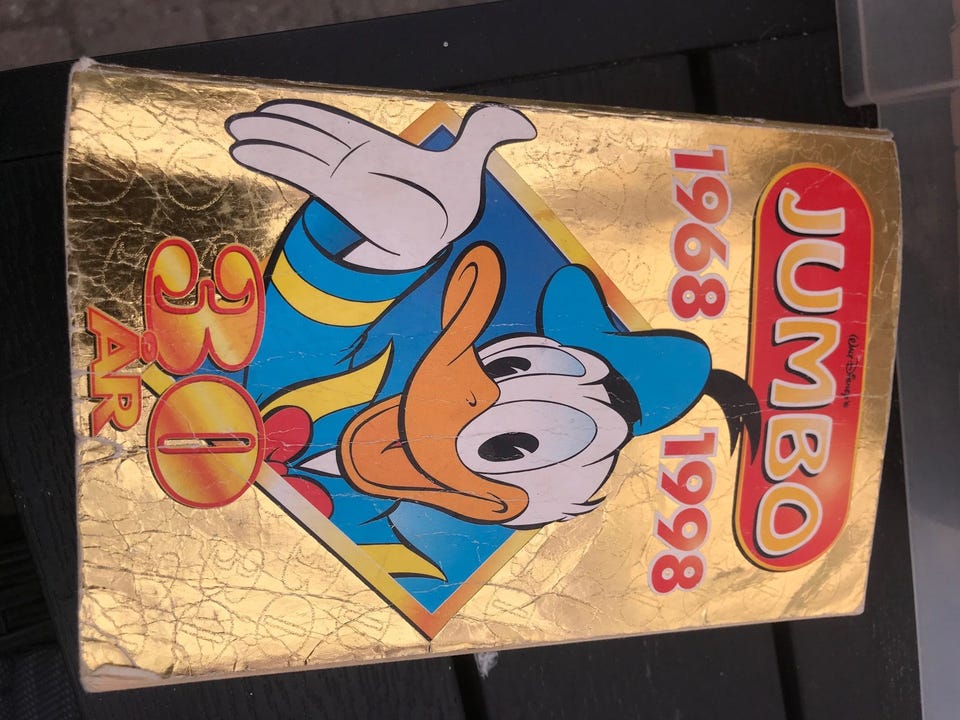 Walt Disney
JUMBO
1968 1998
30
ÅR